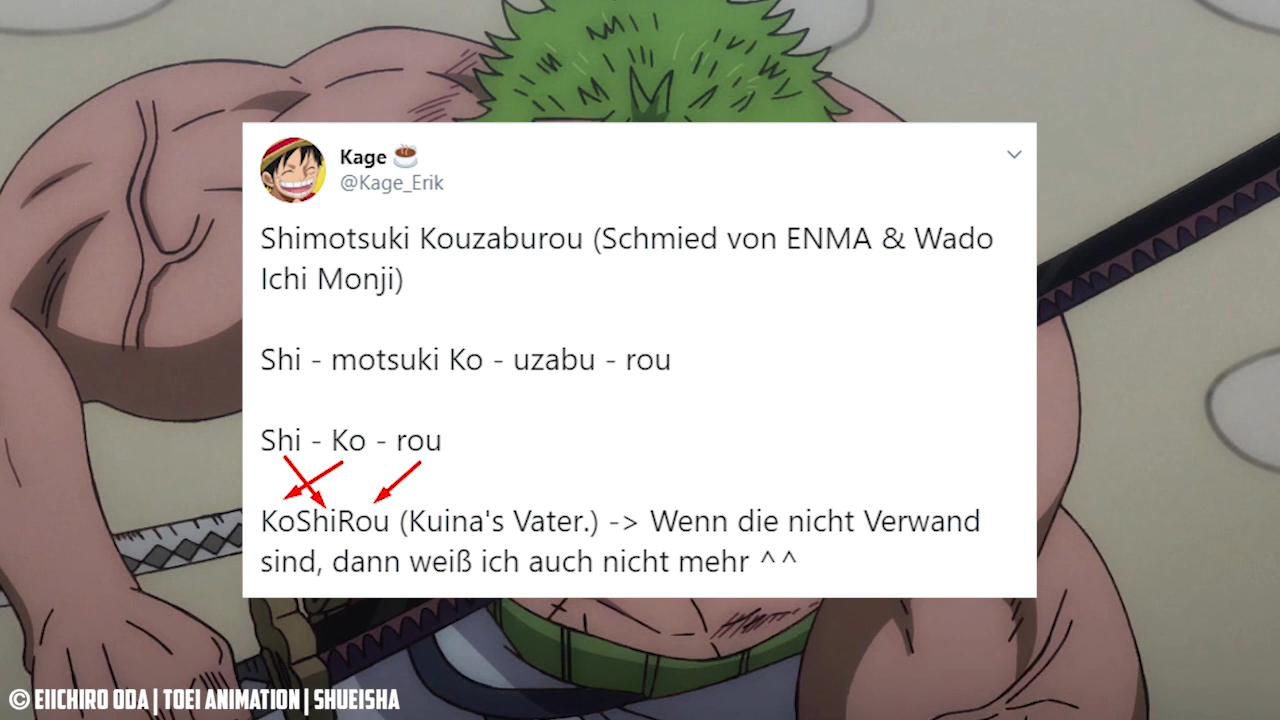 Kage ☕
@Kage_Erik
Shimotsuki Kouzaburou (Schmied von ENMA & Wado
Ichi Monji)
Shi - motsuki Ko - uzabu - rou
Shi - Ko - rou
KoShiRou (Kuina's Vater.) -> Wenn die nicht Verwand
sind, dann weiß ich auch nicht mehr ^^
© EIICHIRO ODA | TOEI ANIMATION | SHUEISHA